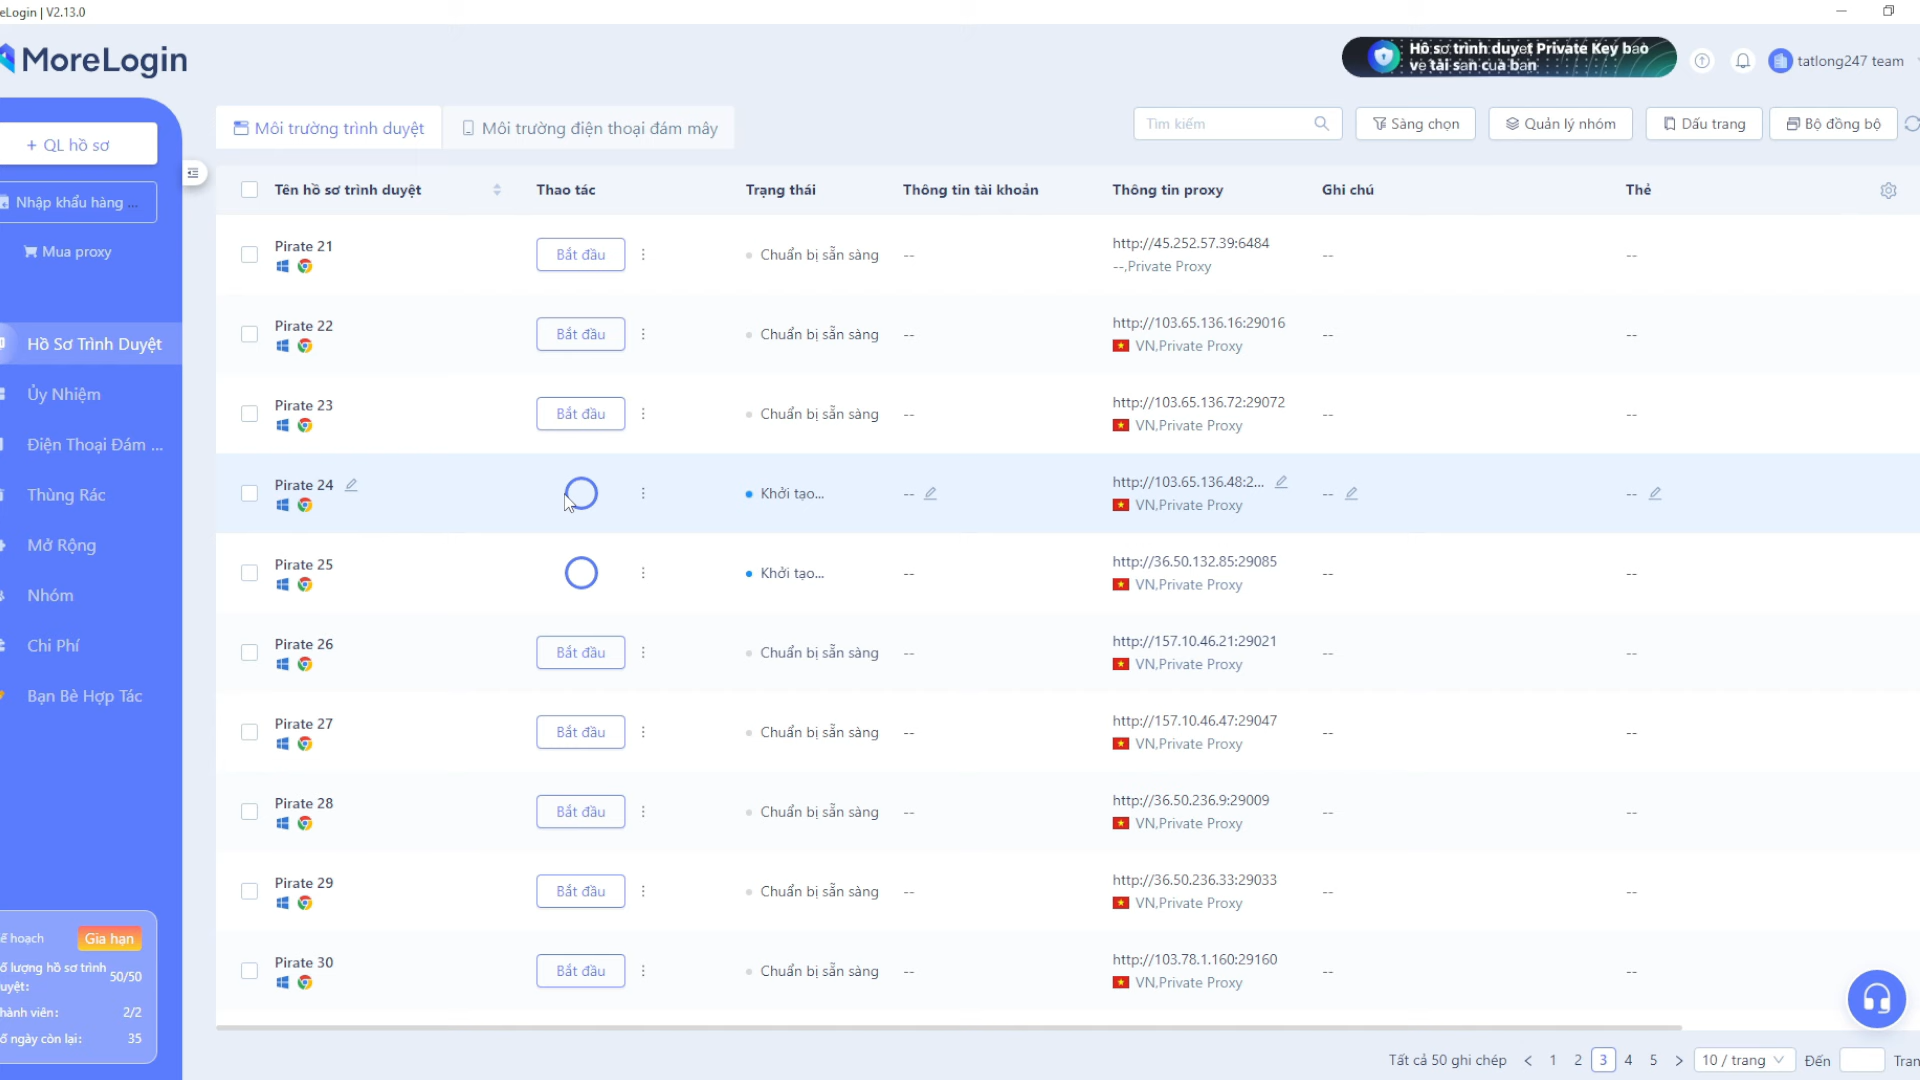 eLogin | V2.13.0
MoreLogin
Hồ sơ trình duyệt Private Key bảo
vệ tài sản của bạn
tatlong247 team
+ QL hồ sơ
Nhập khẩu hàng ...
Mua proxy
Hồ Sơ Trình Duyệt
Ủy Nhiệm
Điện Thoại Đám ...
Thùng Rác
Mở Rộng
Nhóm
Chi Phí
Bạn Bè Hợp Tác
ế hoạch
Gia hạn
ố lượng hồ sơ trình
uyệt:
50/50
hành viên:
2/2
ố ngày còn lại:
35
Môi trường trình duyệt
Môi trường điện thoại đám mây
Tìm kiếm
Sàng chọn
Quản lý nhóm
Dấu trang
Bộ đồng bộ
Tên hồ sơ trình duyệt Thao tác Trạng thái Thông tin tài khoản Thông tin proxy Ghi chú Thẻ
Pirate 21 Bắt đầu Chuẩn bị sẵn sàng -- http://45.252.57.39:6484 -- --
--,Private Proxy
Pirate 22 Bắt đầu Chuẩn bị sẵn sàng -- http://103.65.136.16:29016 -- --
VN,Private Proxy
Pirate 23 Bắt đầu Chuẩn bị sẵn sàng -- http://103.65.136.72:29072 -- --
VN,Private Proxy
Pirate 24 Khởi tạo... -- http://103.65.136.48:2... -- --
VN,Private Proxy
Pirate 25 Khởi tạo... -- http://36.50.132.85:29085 -- --
VN,Private Proxy
Pirate 26 Bắt đầu Chuẩn bị sẵn sàng -- http://157.10.46.21:29021 -- --
VN,Private Proxy
Pirate 27 Bắt đầu Chuẩn bị sẵn sàng -- http://157.10.46.47:29047 -- --
VN,Private Proxy
Pirate 28 Bắt đầu Chuẩn bị sẵn sàng -- http://36.50.236.9:29009 -- --
VN,Private Proxy
Pirate 29 Bắt đầu Chuẩn bị sẵn sàng -- http://36.50.236.33:29033 -- --
VN,Private Proxy
Pirate 30 Bắt đầu Chuẩn bị sẵn sàng -- http://103.78.1.160:29160 -- --
VN,Private Proxy
Tất cả 50 ghi chép < 1 2 3 4 5 > 10 / trang Đến Tran